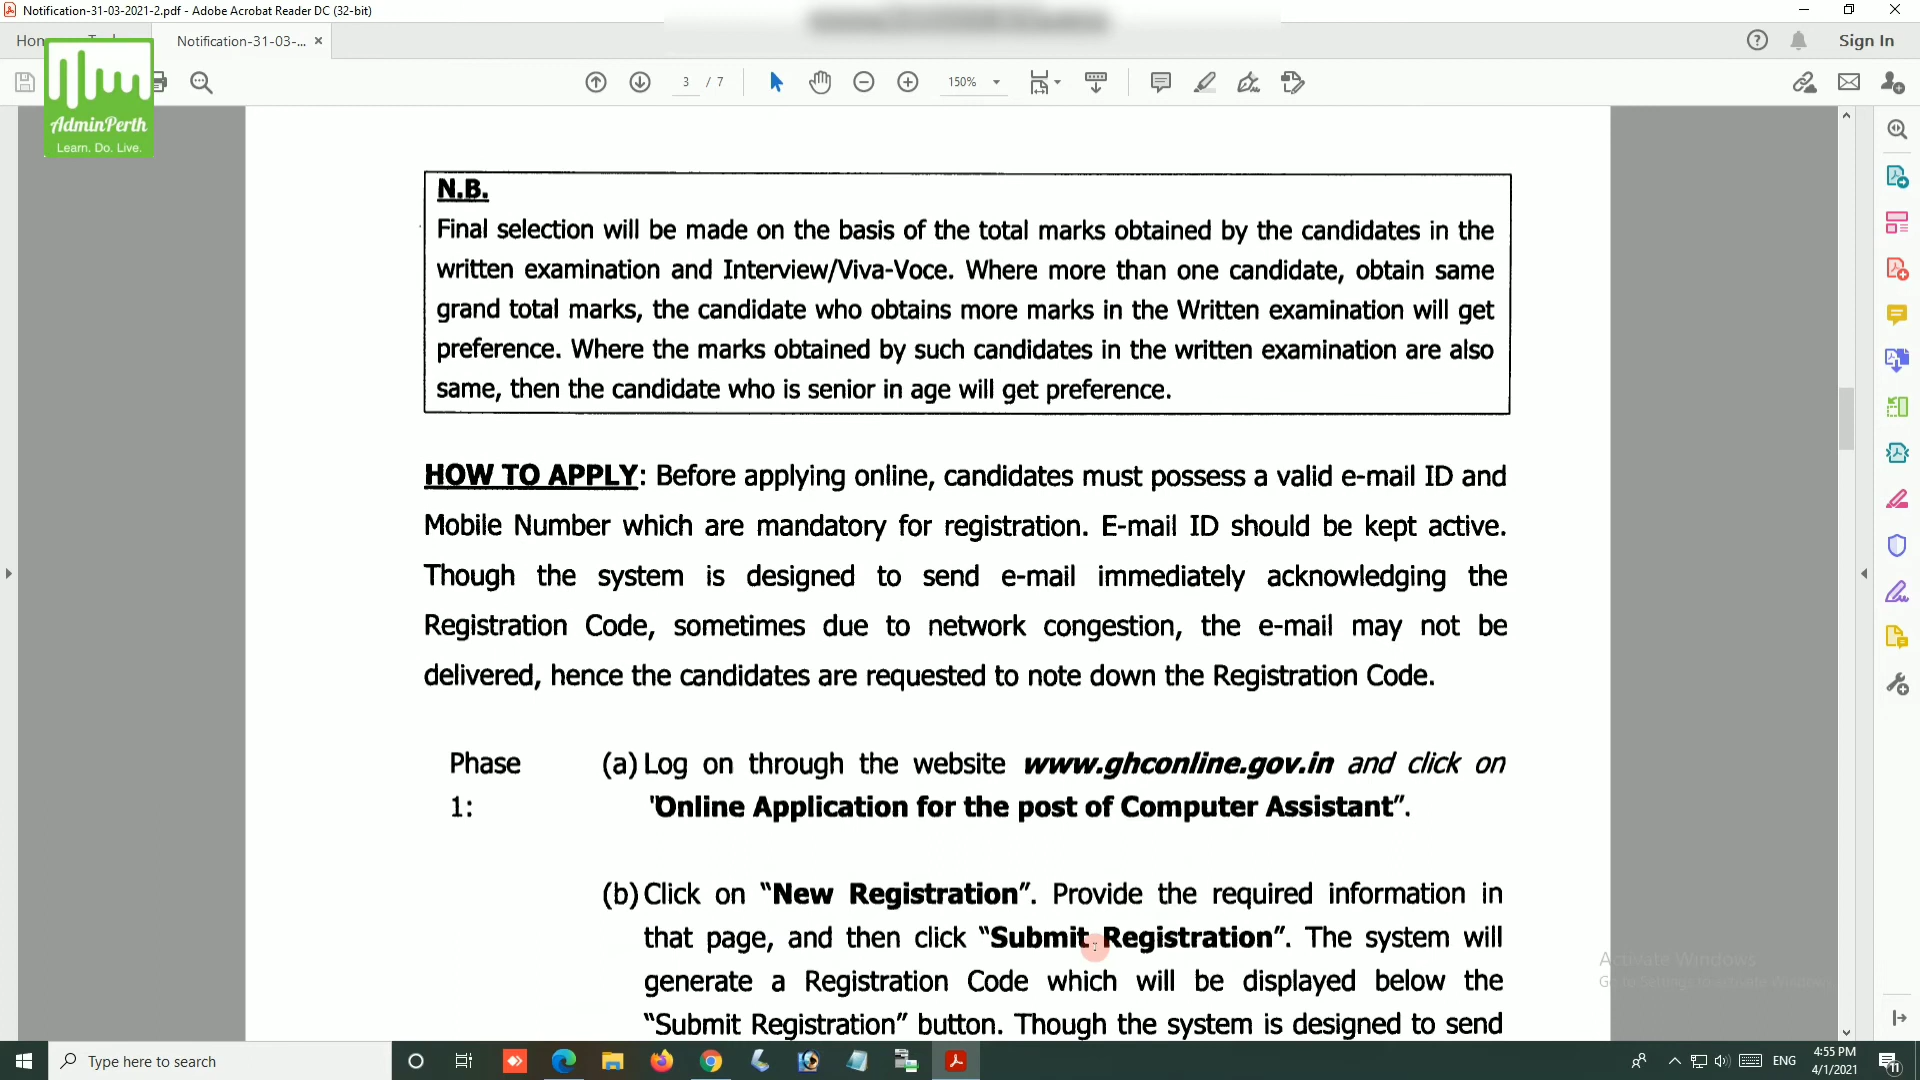 Notification-31-03-2021-2.pdf - Adobe Acrobat Reader DC (32-bit)
Notification-31-03-... ×
Sign In
3 / 7
150%
AdminPerth
Learn. Do. Live.
N.B.
Final selection will be made on the basis of the total marks obtained by the candidates in the
written examination and Interview/Viva-Voce. Where more than one candidate, obtain same
grand total marks, the candidate who obtains more marks in the Written examination will get
preference. Where the marks obtained by such candidates in the written examination are also
same, then the candidate who is senior in age will get preference.
HOW TO APPLY: Before applying online, candidates must possess a valid e-mail ID and
Mobile Number which are mandatory for registration. E-mail ID should be kept active.
Though the system is designed to send e-mail immediately acknowledging the
Registration Code, sometimes due to network congestion, the e-mail may not be
delivered, hence the candidates are requested to note down the Registration Code.
Phase (a) Log on through the website www.ghconline.gov.in and click on
1: "Online Application for the post of Computer Assistant".
(b) Click on "New Registration". Provide the required information in
that page, and then click "Submit Registration". The system will
generate a Registration Code which will be displayed below the
"Submit Registration" button. Though the system is designed to send
Activate Windows
Go to Settings to activate Windows.
Type here to search
ENG
4:55 PM
4/1/2021
11